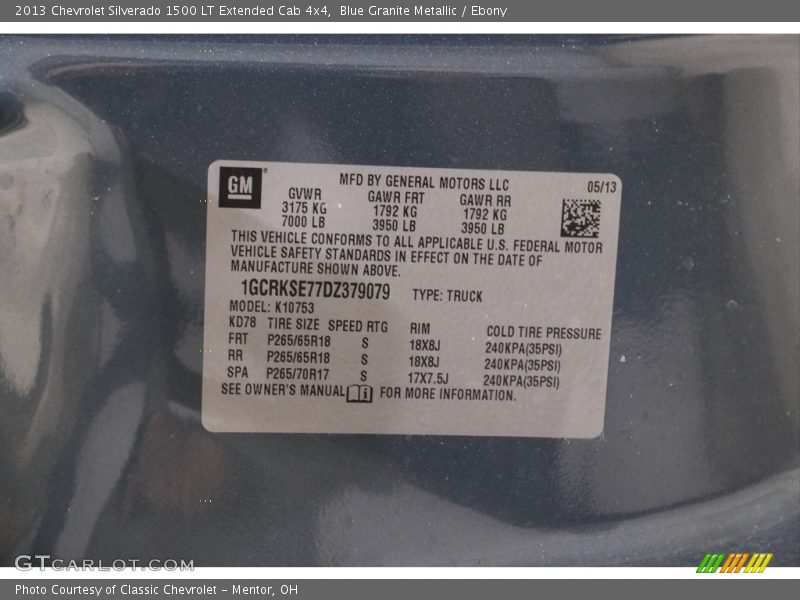 2013 Chevrolet Silverado 1500 LT Extended Cab 4x4, Blue Granite Metallic / Ebony
GM
MFD BY GENERAL MOTORS LLC 05/13
GVWR GAWR FRT GAWR RR
3175 KG 1792 KG 1792 KG
7000 LB 3950 LB 3950 LB
THIS VEHICLE CONFORMS TO ALL APPLICABLE U.S. FEDERAL MOTOR
VEHICLE SAFETY STANDARDS IN EFFECT ON THE DATE OF
MANUFACTURE SHOWN ABOVE.
1GCRKSE77DZ379079 TYPE: TRUCK
MODEL: K10753
KD78 TIRE SIZE SPEED RTG RIM COLD TIRE PRESSURE
FRT P265/65R18 S 18X8J 240KPA(35PSI)
RR P265/65R18 S 18X8J 240KPA(35PSI)
SPA P265/70R17 S 17X7.5J 240KPA(35PSI)
SEE OWNER'S MANUAL FOR MORE INFORMATION.
GTCARLOT.COM
Photo Courtesy of Classic Chevrolet - Mentor, OH